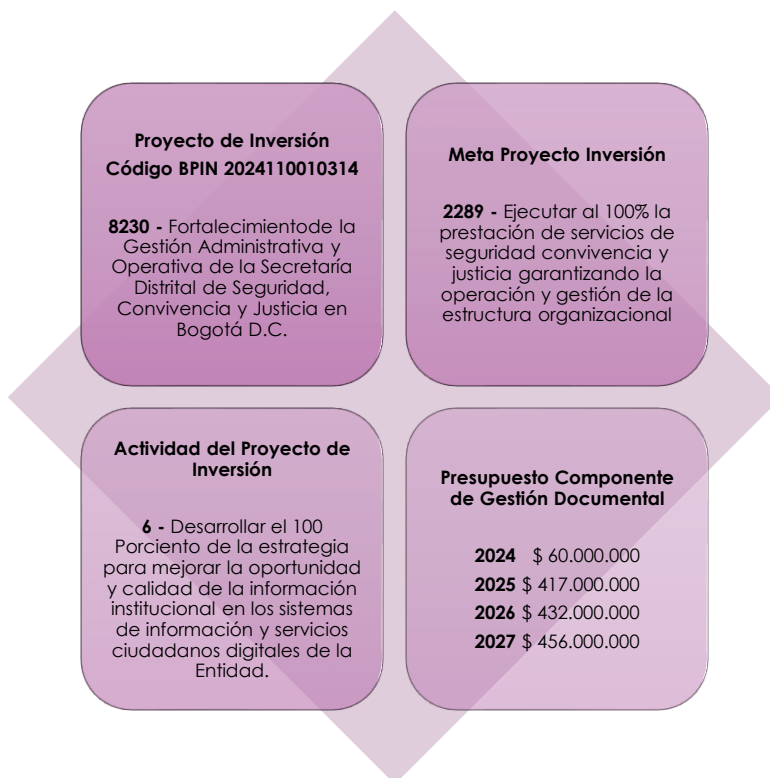 Proyecto de Inversión
Código BPIN 2024110010314
8230 - Fortalecimientode la
Gestión Administrativa y
Operativa de la Secretaría
Distrital de Seguridad,
Convivencia y Justicia en
Bogotá D.C.
Meta Proyecto Inversión
2289 - Ejecutar al 100% la
prestación de servicios de
seguridad convivencia y
justicia garantizando la
operación y gestión de la
estructura organizacional
Actividad del Proyecto de
Inversión
6 - Desarrollar el 100
Porciento de la estrategia
para mejorar la oportunidad
y calidad de la información
institucional en los sistemas
de información y servicios
ciudadanos digitales de la
Entidad.
Presupuesto Componente
de Gestión Documental
2024 $ 60.000.000
2025 $ 417.000.000
2026 $ 432.000.000
2027 $ 456.000.000